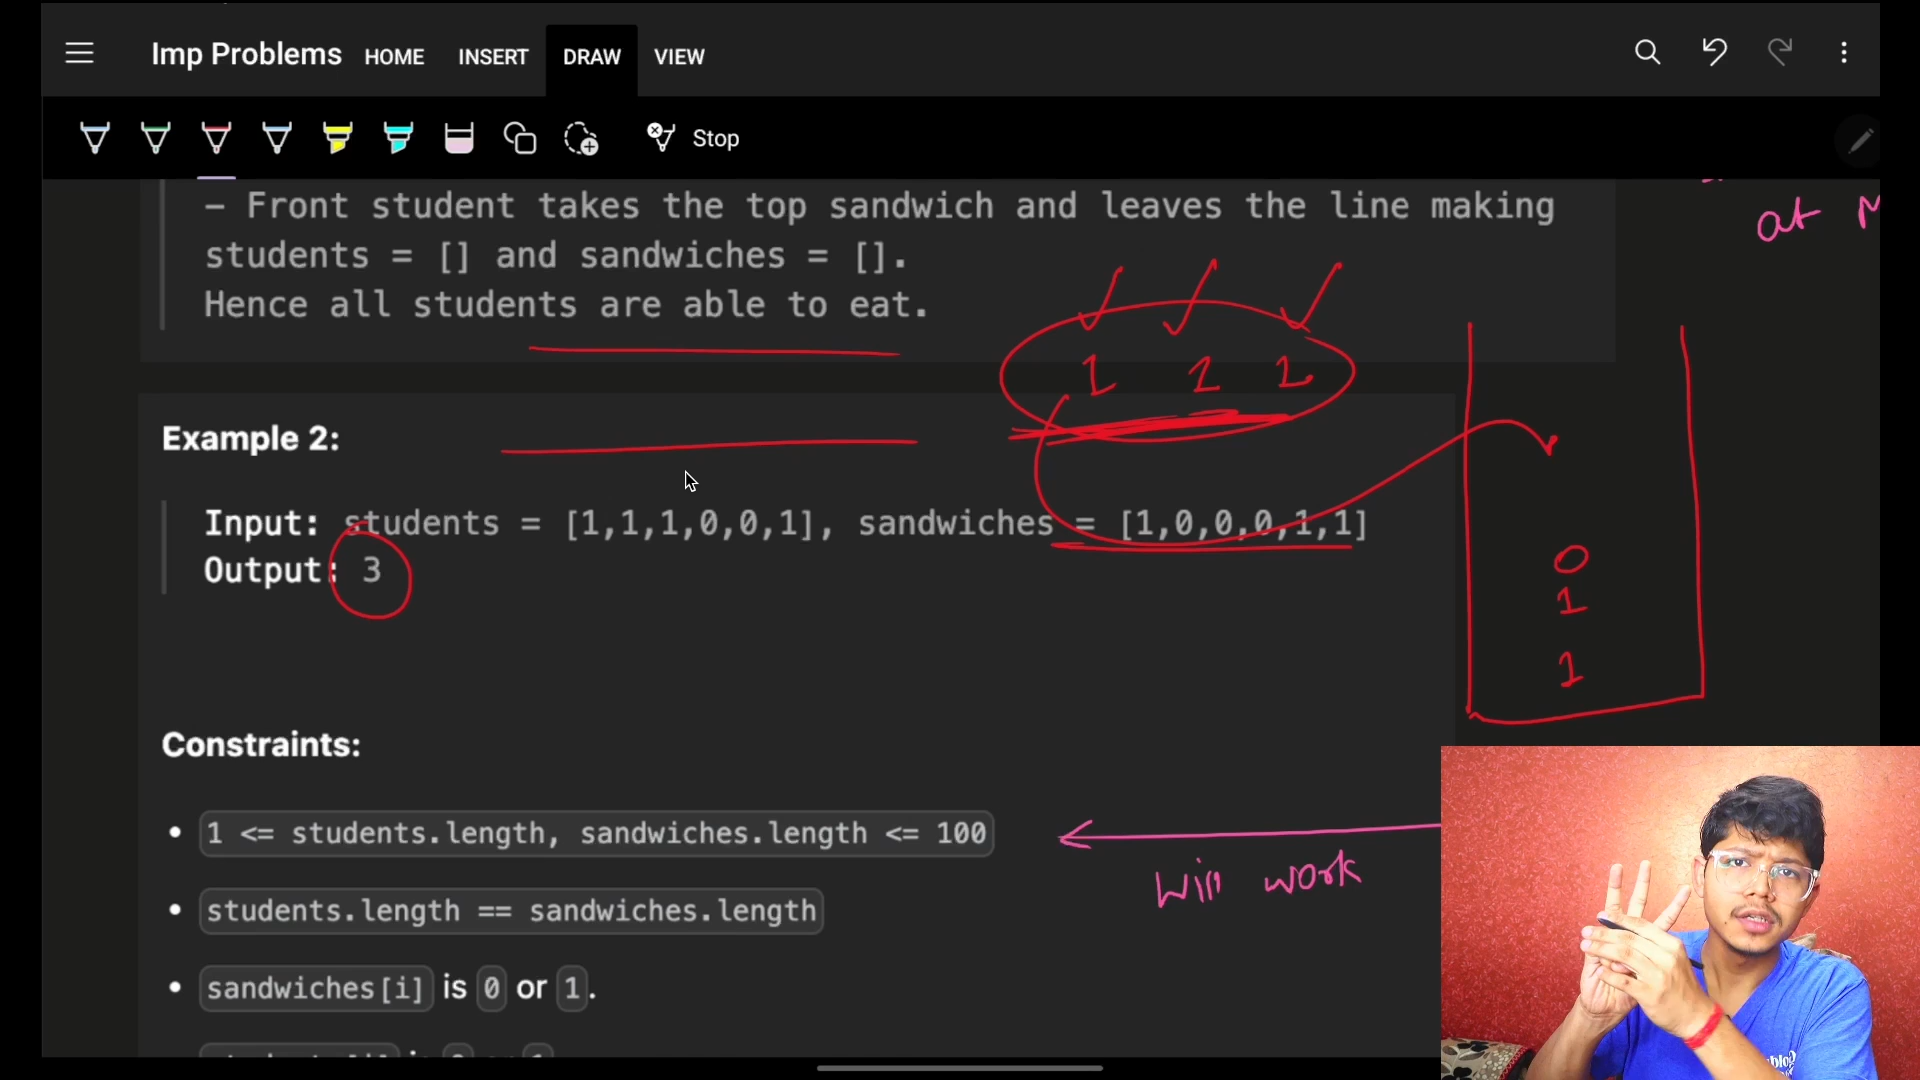 Imp Problems HOME INSERT DRAW VIEW
Stop
– Front student takes the top sandwich and leaves the line making
students = [] and sandwiches = [].
Hence all students are able to eat.
at
1 1 1
Example 2:
Input: students = [1,1,1,0,0,1], sandwiches = [1,0,0,0,1,1]
Output: 3
0
1
1
Constraints:
• 1 <= students.length, sandwiches.length <= 100
will work
• students.length == sandwiches.length
• sandwiches[i] is 0 or 1.